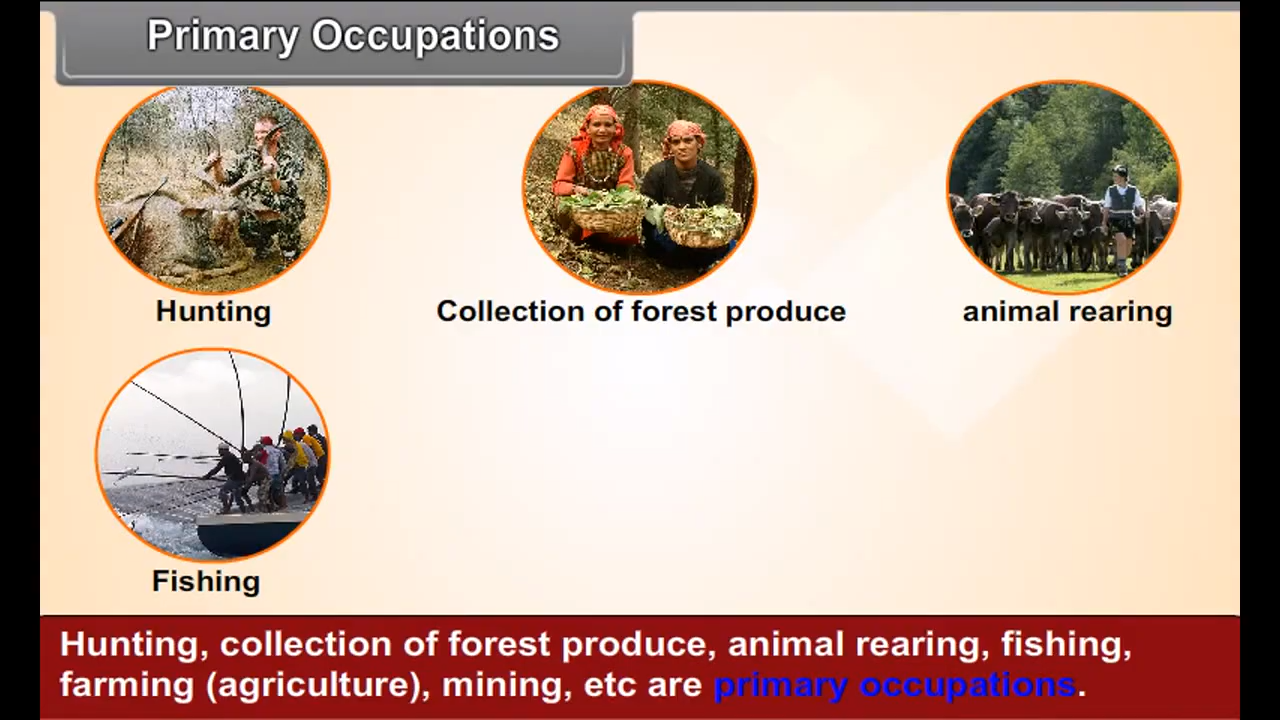 Primary Occupations
Hunting
Collection of forest produce
animal rearing
Fishing
Hunting, collection of forest produce, animal rearing, fishing,
farming (agriculture), mining, etc are primary occupations.